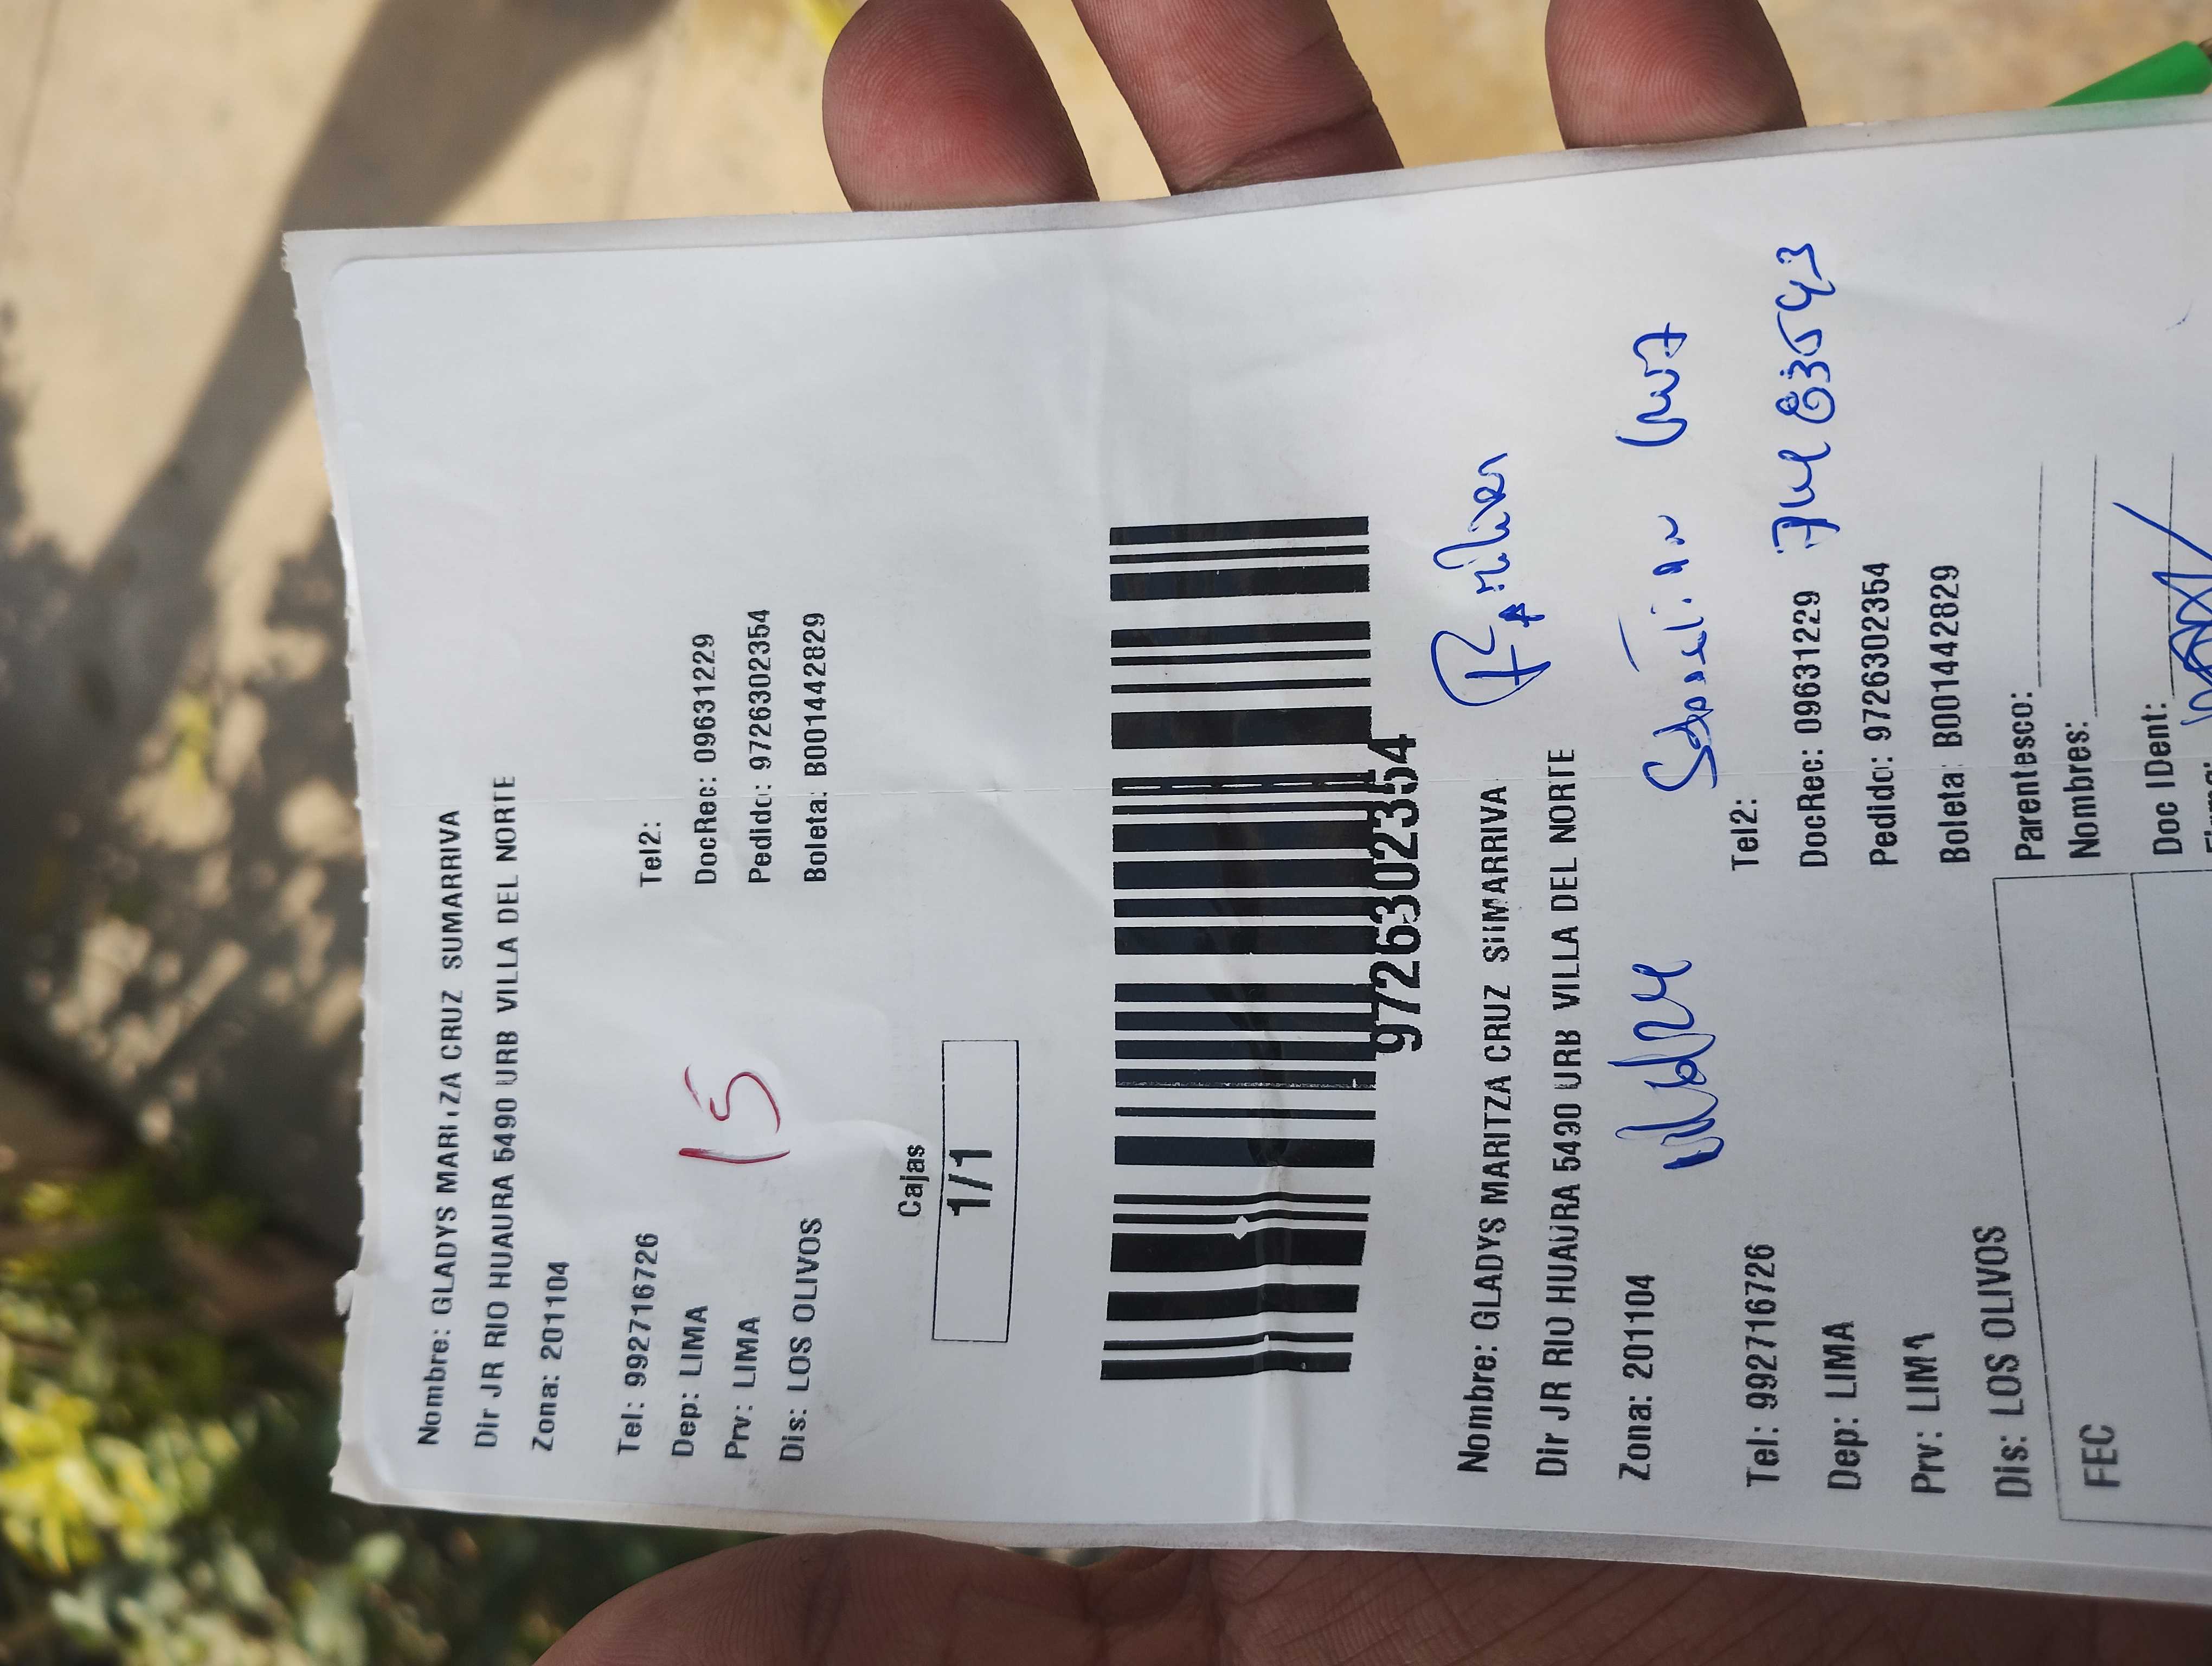 Nombre: GLADYS MARITZA CRUZ SUMARRIVA
Dir JR RIO HUAURA 5490 URB VILLA DEL NORTE
Zona: 201104
Tel: 992716726 Tel2:
Dep: LIMA DocRec: 09631229
Prv: LIMA Pedido: 9726302354
Dis: LOS OLIVOS Boleta: B001442829
15
Cajas
1/1
9726302354
Familiar
Nombre: GLADYS MARITZA CRUZ SUMARRIVA
Dir JR RIO HUAURA 5490 URB VILLA DEL NORTE
Zona: 201104
Sebastian
Tel: 992716726 Tel2:
Dep: LIMA DocRec: 09631229
Prv: LIMA Pedido: 9726302354
Dis: LOS OLIVOS Boleta: B001442829
Parentesco:
Nombres:
FEC
Doc IDent: